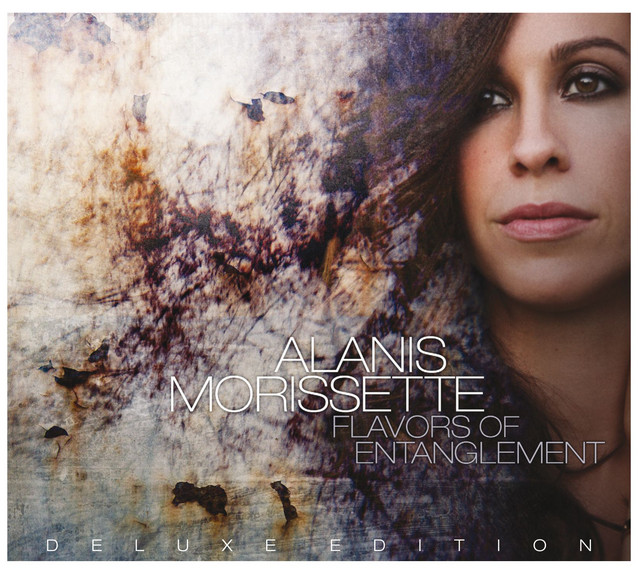 ALANIS
MORISSETTE
FLAVORS OF
ENTANGLEMENT
DELUXE EDITION